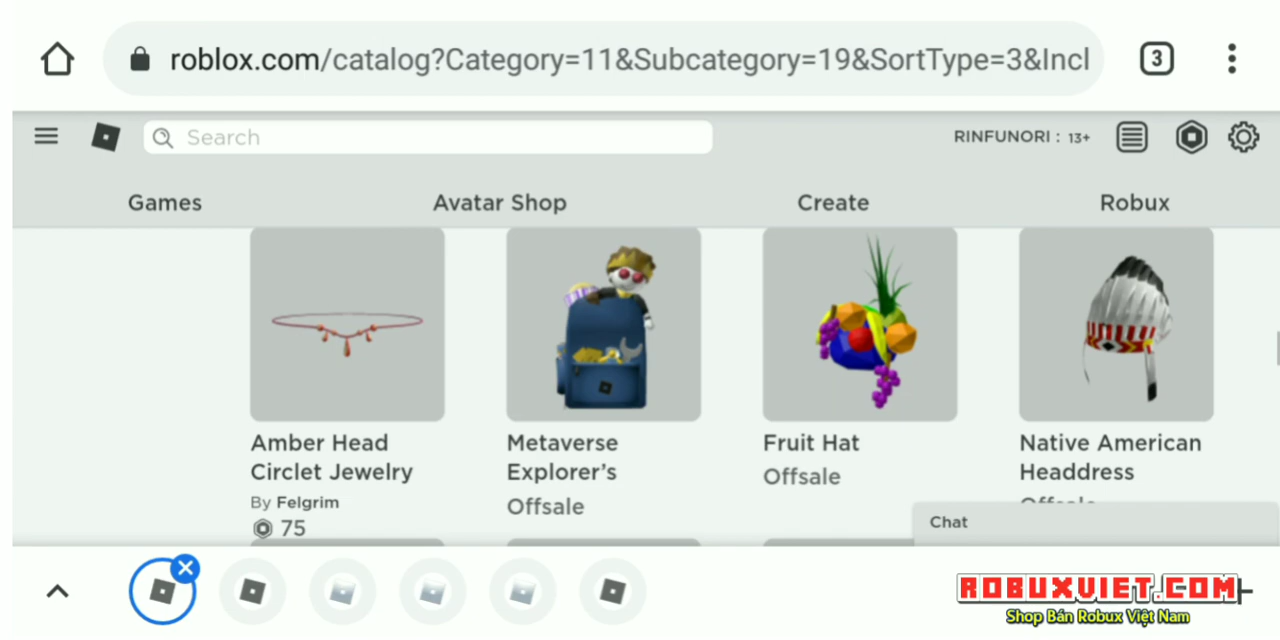 roblox.com/catalog?Category=11&Subcategory=19&SortType=3&Incl
3
Search
RINFUNORI : 13+
Games
Avatar Shop
Create
Robux
Amber Head
Circlet Jewelry
By Felgrim
75
Metaverse
Explorer's
Offsale
Fruit Hat
Offsale
Native American
Headdress
Offsale
Chat
ROBUXVIET.COM
Shop Bán Robux Việt Nam